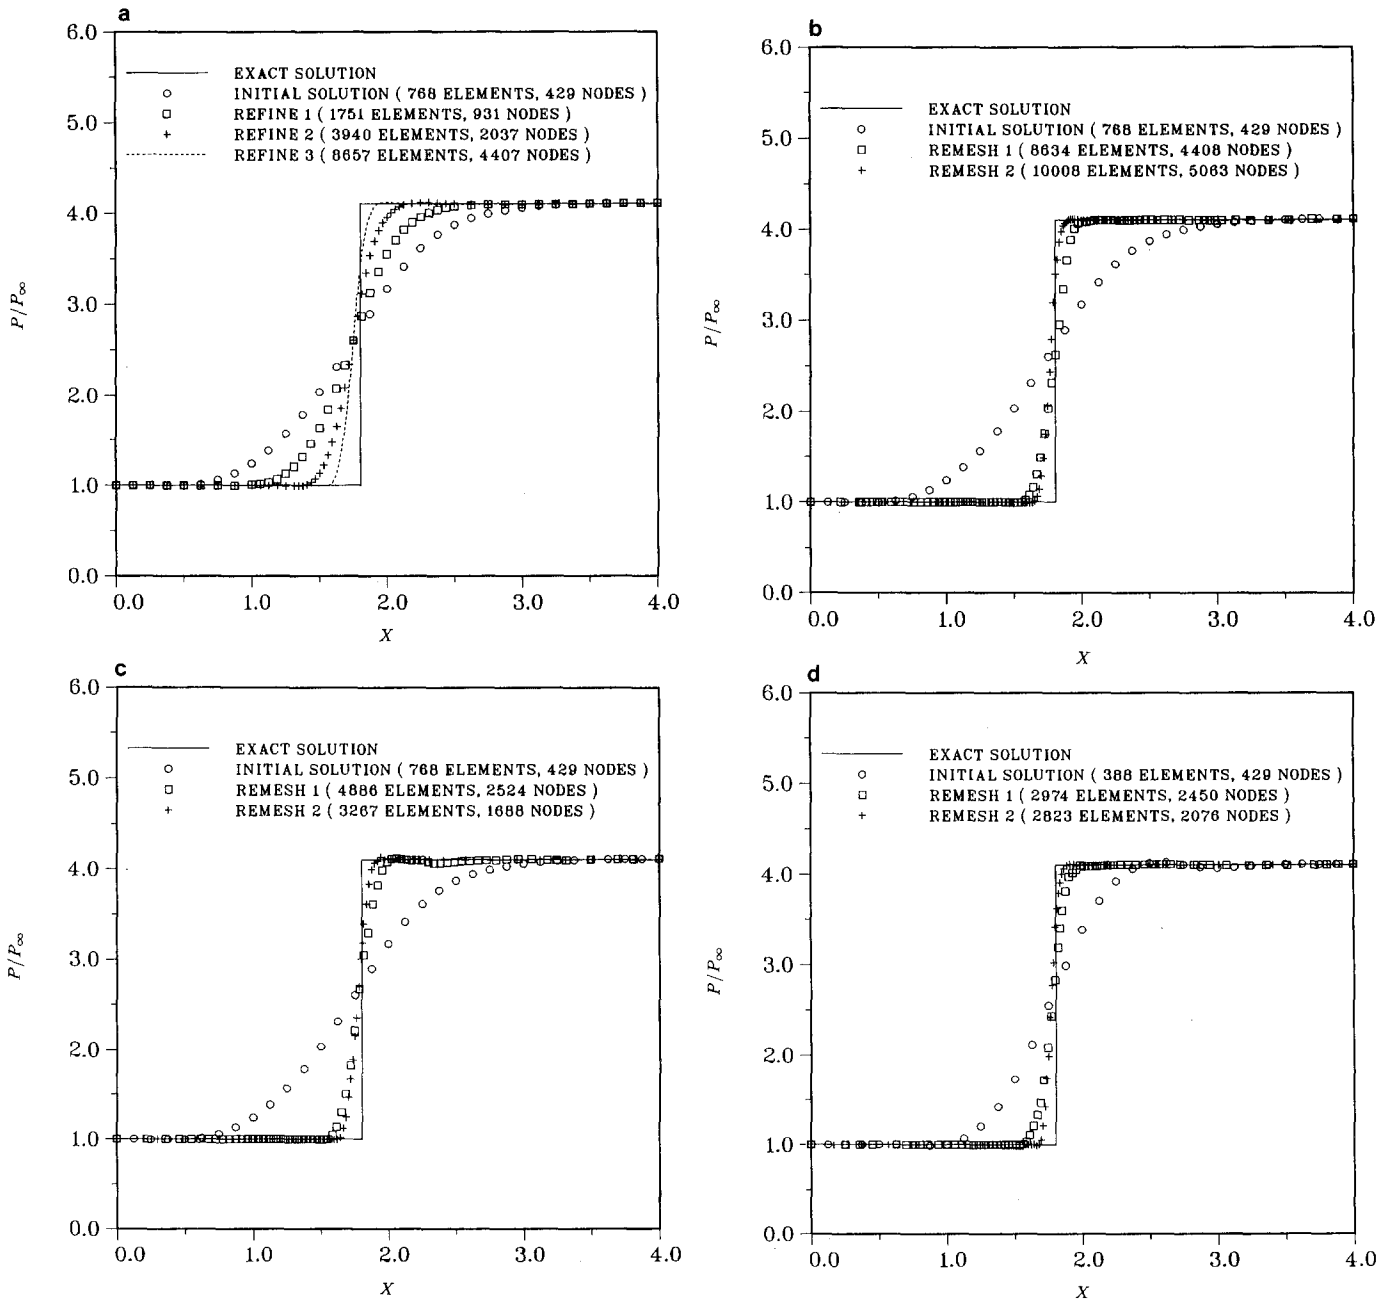 a
6.0
5.0
4.0
3.0
2.0
1.0
0.0
P/P∞
EXACT SOLUTION
INITIAL SOLUTION ( 768 ELEMENTS, 429 NODES )
REFINE 1 ( 1751 ELEMENTS, 931 NODES )
REFINE 2 ( 3940 ELEMENTS, 2037 NODES )
REFINE 3 ( 8657 ELEMENTS, 4407 NODES )
0.0 1.0 2.0 3.0 4.0
X
b
6.0
5.0
4.0
3.0
2.0
1.0
0.0
P/P∞
EXACT SOLUTION
INITIAL SOLUTION ( 768 ELEMENTS, 429 NODES )
REMESH 1 ( 8634 ELEMENTS, 4408 NODES )
REMESH 2 ( 10008 ELEMENTS, 5063 NODES )
0.0 1.0 2.0 3.0 4.0
X
c
6.0
5.0
4.0
3.0
2.0
1.0
0.0
P/P∞
EXACT SOLUTION
INITIAL SOLUTION ( 768 ELEMENTS, 429 NODES )
REMESH 1 ( 4886 ELEMENTS, 2524 NODES )
REMESH 2 ( 3267 ELEMENTS, 1688 NODES )
0.0 1.0 2.0 3.0 4.0
X
d
6.0
5.0
4.0
3.0
2.0
1.0
0.0
P/P∞
EXACT SOLUTION
INITIAL SOLUTION ( 388 ELEMENTS, 429 NODES )
REMESH 1 ( 2974 ELEMENTS, 2450 NODES )
REMESH 2 ( 2823 ELEMENTS, 2076 NODES )
0.0 1.0 2.0 3.0 4.0
X